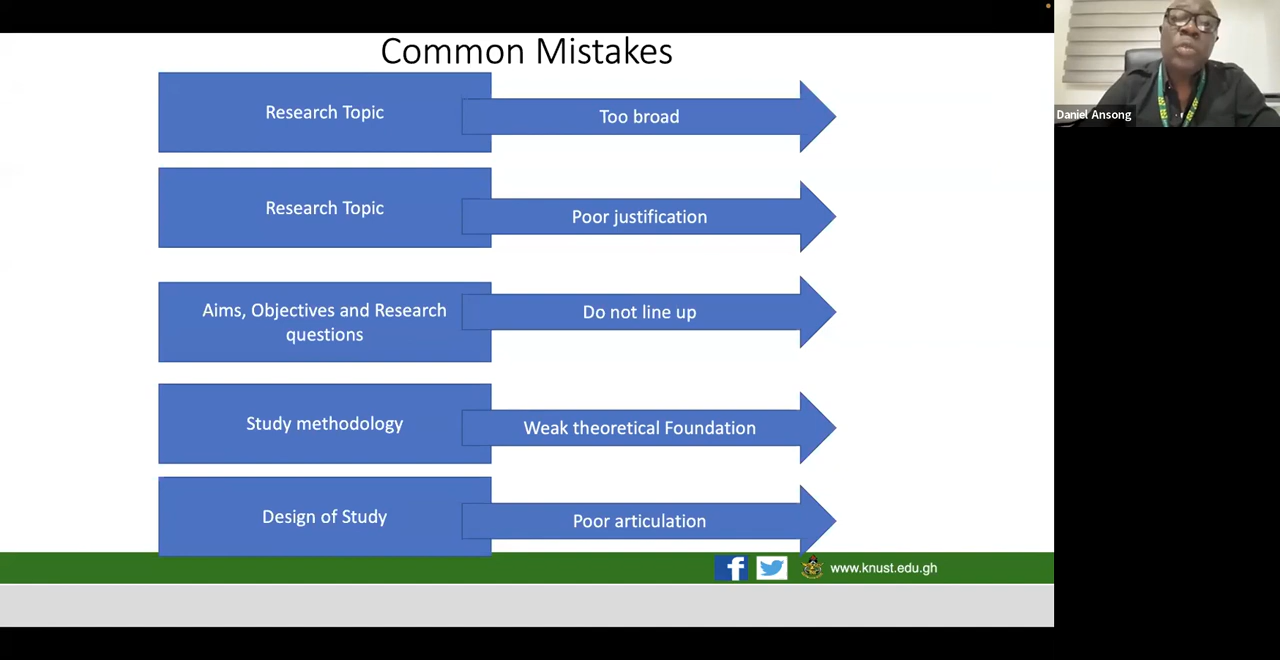 Common Mistakes
Research Topic
Too broad
Research Topic
Poor justification
Aims, Objectives and Research
questions
Do not line up
Study methodology
Weak theoretical Foundation
Design of Study
Poor articulation
www.knust.edu.gh
Daniel Ansong